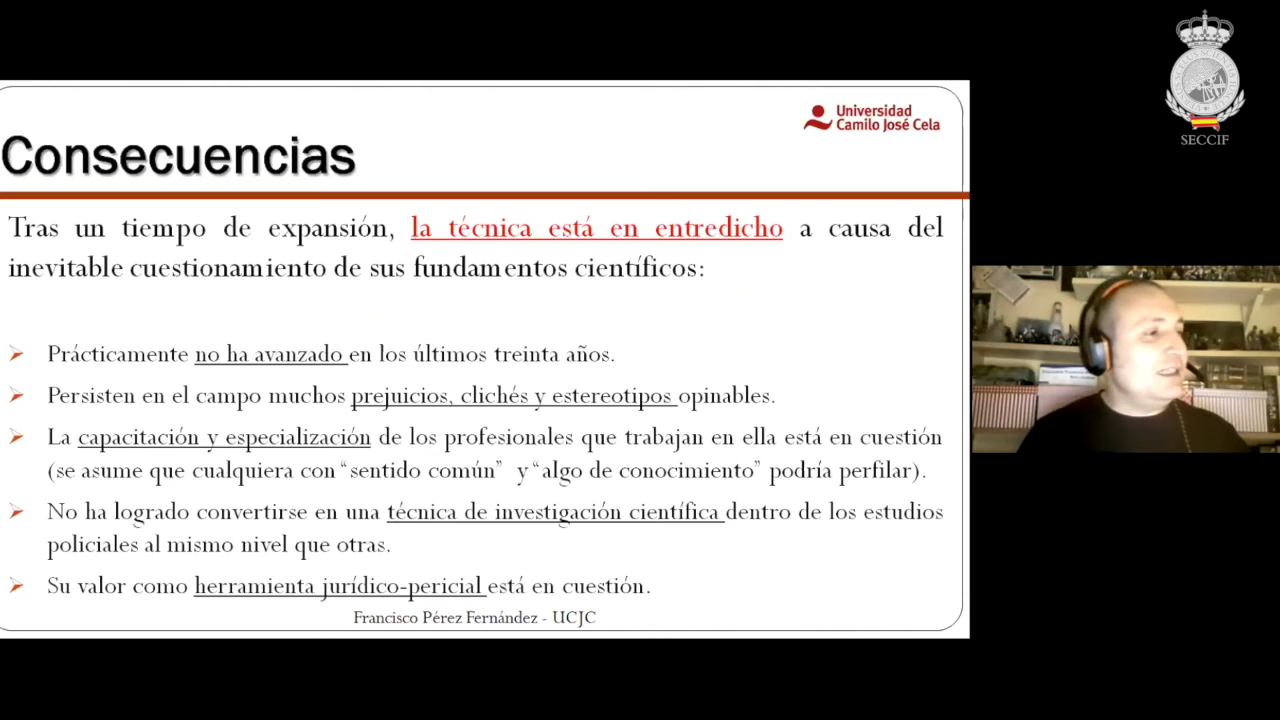 Universidad
Camilo José Cela
SECCIF
Consecuencias
Tras un tiempo de expansión, la técnica está en entredicho a causa del
inevitable cuestionamiento de sus fundamentos científicos:
Prácticamente no ha avanzado en los últimos treinta años.
Persisten en el campo muchos prejuicios, clichés y estereotipos opinables.
La capacitación y especialización de los profesionales que trabajan en ella está en cuestión
(se asume que cualquiera con “sentido común” y “algo de conocimiento” podría perfilar).
No ha logrado convertirse en una técnica de investigación científica dentro de los estudios
policiales al mismo nivel que otras.
Su valor como herramienta jurídico-pericial está en cuestión.
Francisco Pérez Fernández - UCJC